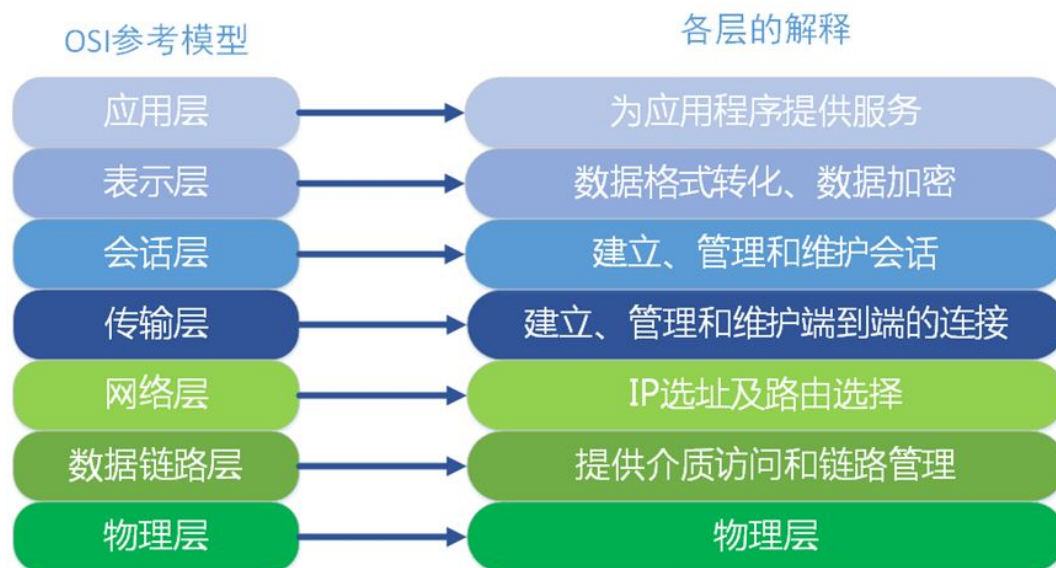 OSI参考模型
各层的解释
应用层
为应用程序提供服务
表示层
数据格式转化、数据加密
会话层
建立、管理和维护会话
传输层
建立、管理和维护端到端的连接
网络层
IP选址及路由选择
数据链路层
提供介质访问和链路管理
物理层
物理层